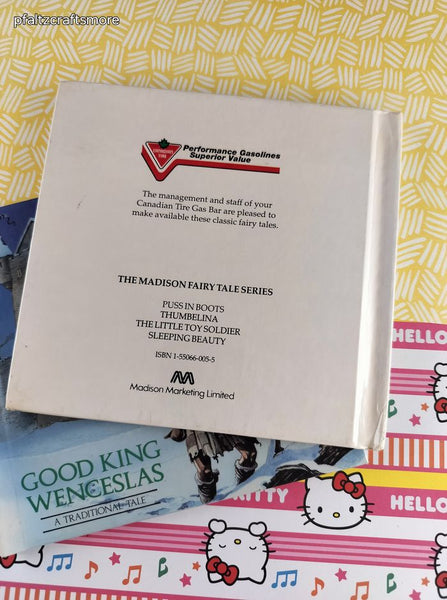 pfaltzcraftsmore
CANADIAN TIRE
Performance Gasolines
Superior Value
The management and staff of your
Canadian Tire Gas Bar are pleased to
make available these classic fairy tales.
THE MADISON FAIRY TALE SERIES
PUSS IN BOOTS
THUMBELINA
THE LITTLE TOY SOLDIER
SLEEPING BEAUTY
ISBN 1-55066-005-5
Madison Marketing Limited
HELLO
GOOD KING
WENCESLAS
A TRADITIONAL TALE
KITTY
HELLO